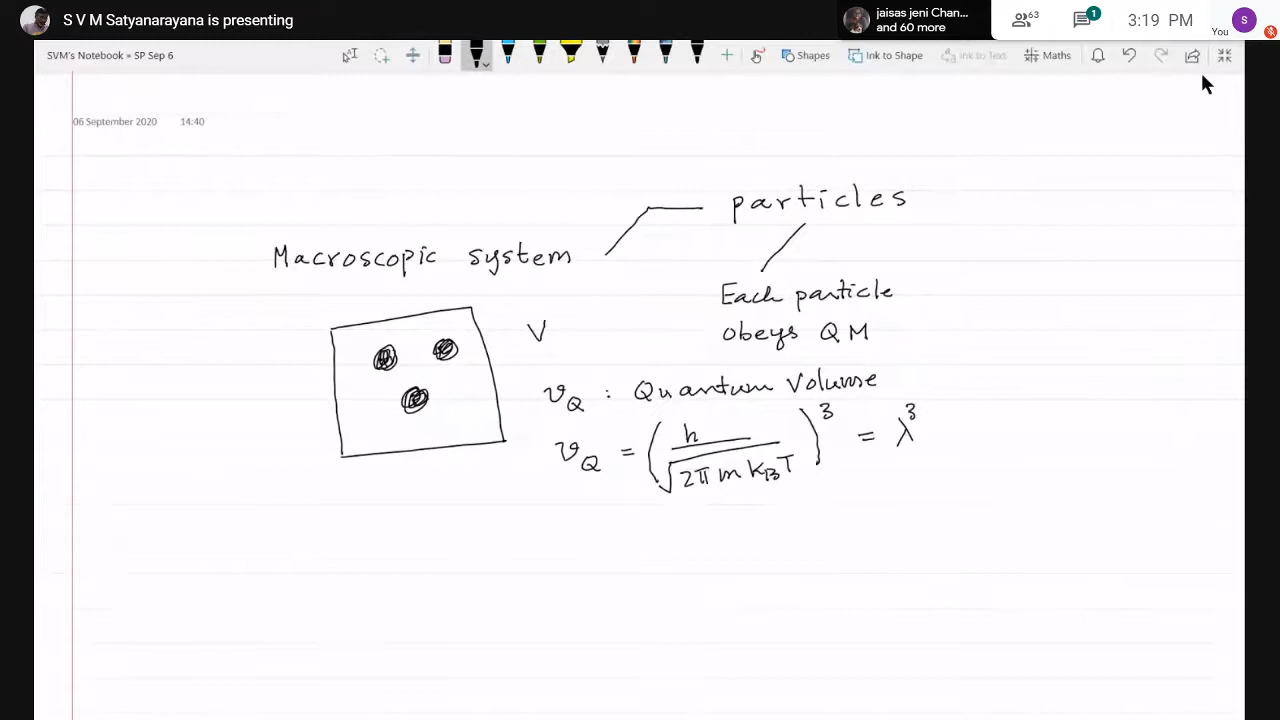 S V M Satyanarayana is presenting
jaisas jeni Chan...
and 60 more
63
1
3:19 PM
S
You
SVM's Notebook » SP Sep 6
Shapes
Ink to Shape
Ink to Text
Maths
06 September 2020 14:40
particles
Macroscopic system
Each particle
obeys QM
V
v_Q : Quantum Volume
v_Q = (h / √(2π m K_B T))³ = λ³